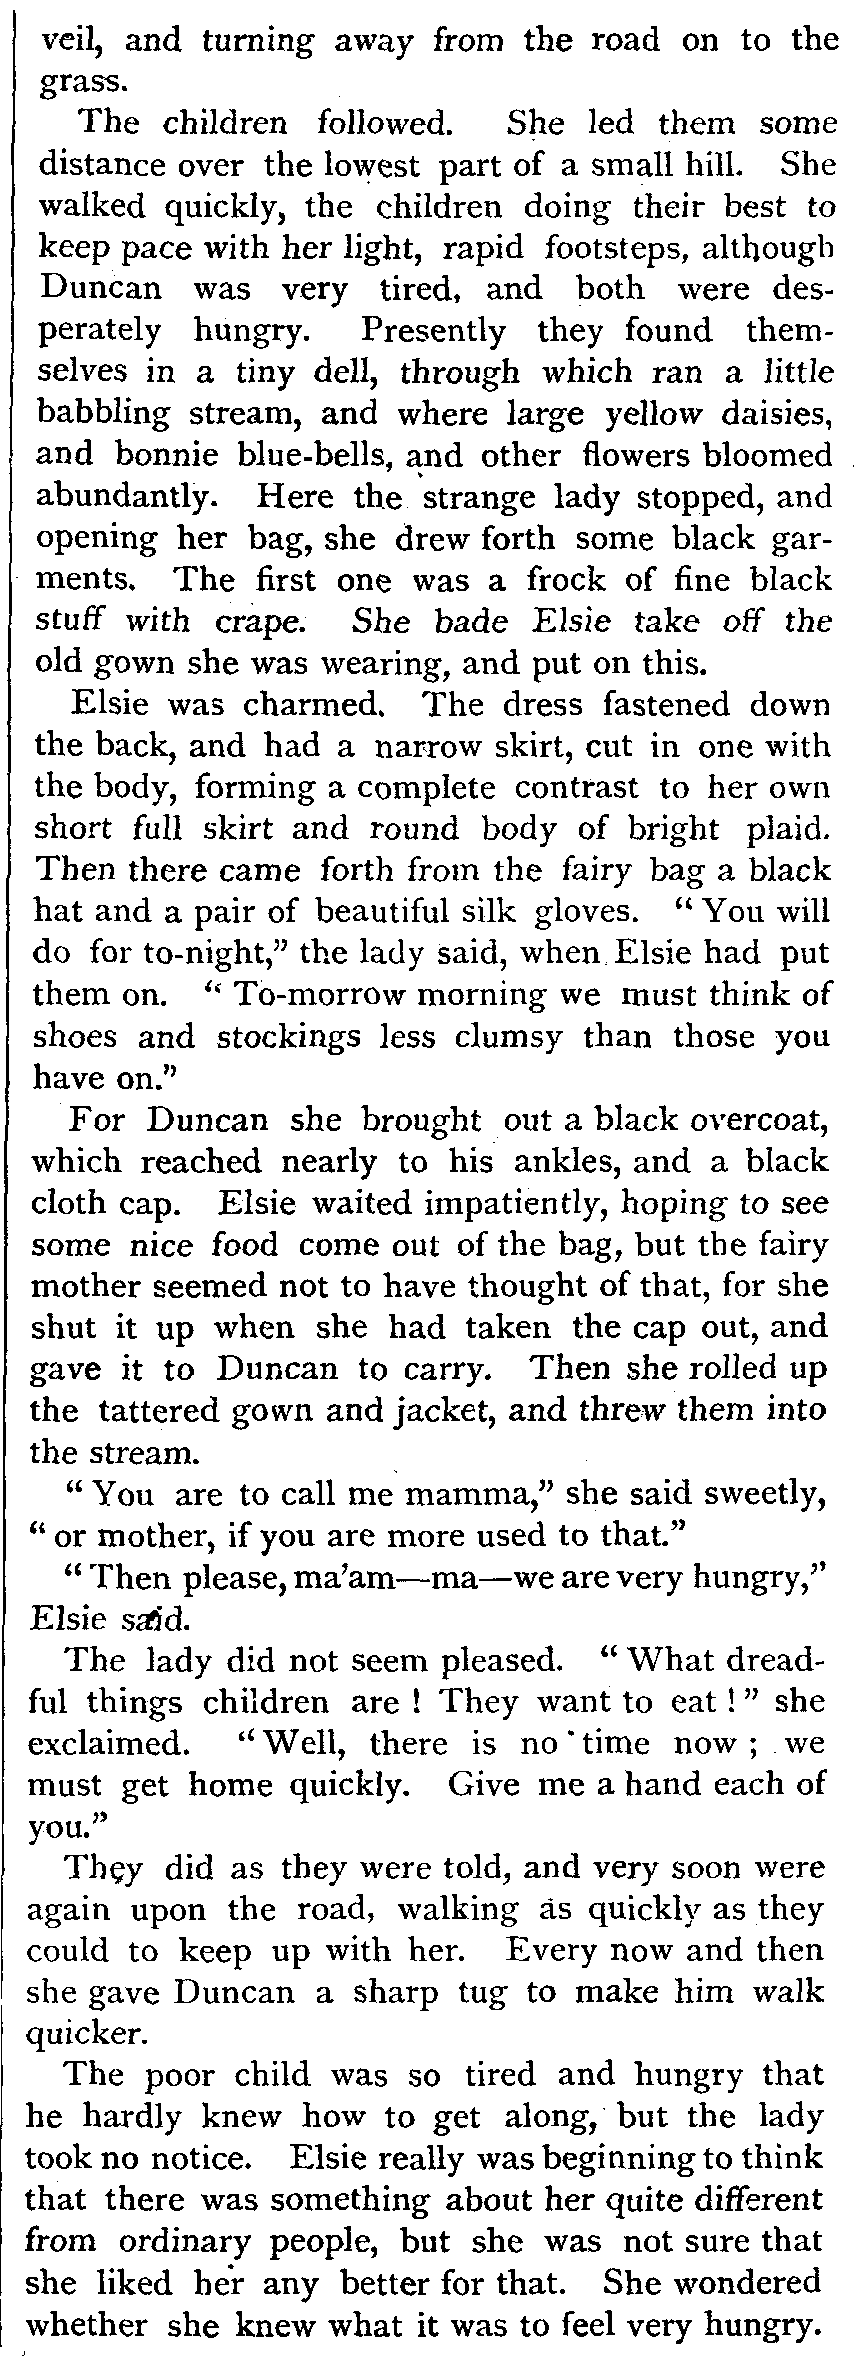 veil, and turning away from the road on to the
grass.
The children followed. She led them some
distance over the lowest part of a small hill. She
walked quickly, the children doing their best to
keep pace with her light, rapid footsteps, although
Duncan was very tired, and both were des-
perately hungry. Presently they found them-
selves in a tiny dell, through which ran a little
babbling stream, and where large yellow daisies,
and bonnie blue-bells, and other flowers bloomed
abundantly. Here the strange lady stopped, and
opening her bag, she drew forth some black gar-
ments. The first one was a frock of fine black
stuff with crape. She bade Elsie take off the
old gown she was wearing, and put on this.
Elsie was charmed. The dress fastened down
the back, and had a narrow skirt, cut in one with
the body, forming a complete contrast to her own
short full skirt and round body of bright plaid.
Then there came forth from the fairy bag a black
hat and a pair of beautiful silk gloves. “You will
do for to-night,” the lady said, when Elsie had put
them on. “To-morrow morning we must think of
shoes and stockings less clumsy than those you
have on.”
For Duncan she brought out a black overcoat,
which reached nearly to his ankles, and a black
cloth cap. Elsie waited impatiently, hoping to see
some nice food come out of the bag, but the fairy
mother seemed not to have thought of that, for she
shut it up when she had taken the cap out, and
gave it to Duncan to carry. Then she rolled up
the tattered gown and jacket, and threw them into
the stream.
“You are to call me mamma,” she said sweetly,
“or mother, if you are more used to that.”
“Then please, ma’am—ma—we are very hungry,”
Elsie said.
The lady did not seem pleased. “What dread-
ful things children are! They want to eat!” she
exclaimed. “Well, there is no time now; we
must get home quickly. Give me a hand each of
you.”
They did as they were told, and very soon were
again upon the road, walking as quickly as they
could to keep up with her. Every now and then
she gave Duncan a sharp tug to make him walk
quicker.
The poor child was so tired and hungry that
he hardly knew how to get along, but the lady
took no notice. Elsie really was beginning to think
that there was something about her quite different
from ordinary people, but she was not sure that
she liked her any better for that. She wondered
whether she knew what it was to feel very hungry.